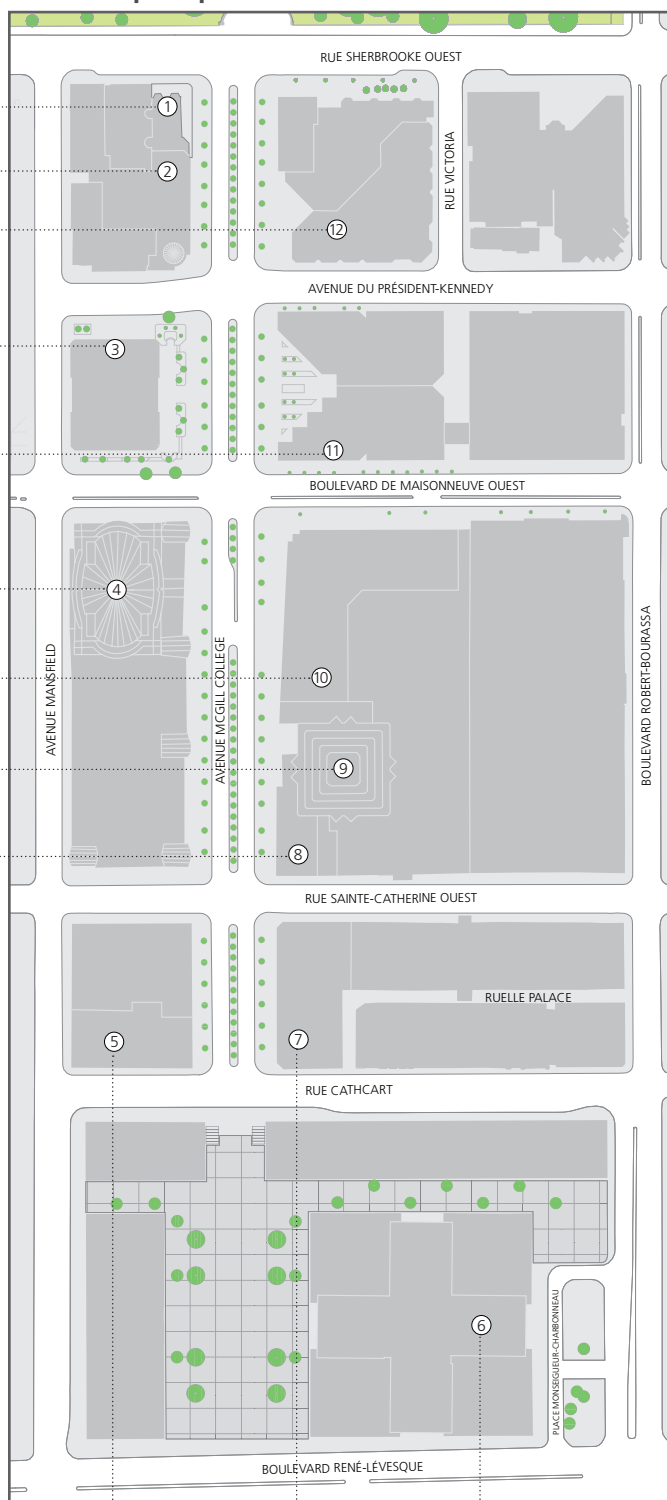 RUE SHERBROOKE OUEST
1
2
RUE VICTORIA
12
AVENUE DU PRÉSIDENT-KENNEDY
3
11
BOULEVARD DE MAISONNEUVE OUEST
4
AVENUE MANSFIELD
AVENUE MCGILL COLLEGE
BOULEVARD ROBERT-BOURASSA
10
9
8
RUE SAINTE-CATHERINE OUEST
RUELLE PALACE
5
7
RUE CATHCART
6
PLACE MONSEIGUEUR-CHARBONNEAU
BOULEVARD RENÉ-LÉVESQUE